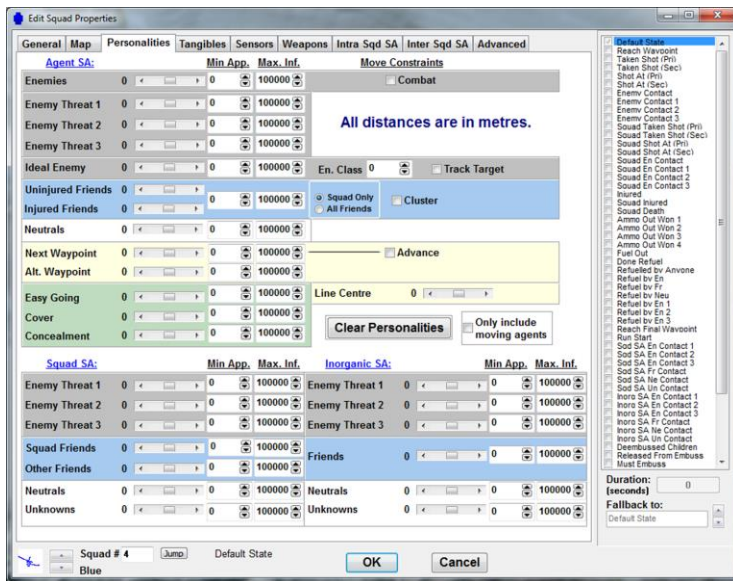 Edit Squad Properties
General Map Personalities Tangibles Sensors Weapons Intra Sqd SA Inter Sqd SA Advanced
Agent SA: Min App. Max. Inf. Move Constraints
Enemies 0 0 100000 Combat
Enemy Threat 1 0 0 100000
Enemy Threat 2 0 0 100000
Enemy Threat 3 0 0 100000
All distances are in metres.
Ideal Enemy 0 0 100000 En. Class 0 Track Target
Uninjured Friends 0
Injured Friends 0
0 100000
Squad Only
All Friends
Cluster
Neutrals 0 0 100000
Next Waypoint 0 0 100000 Advance
Alt. Waypoint 0 0 100000
Easy Going 0 0 100000 Line Centre 0
Cover 0 0 100000
Concealment 0 0 100000
Clear Personalities
Only include
moving agents
Squad SA: Min App. Max. Inf.
Enemy Threat 1 0 0 100000
Enemy Threat 2 0 0 100000
Enemy Threat 3 0 0 100000
Squad Friends 0 0 100000
Other Friends 0 0 100000
Neutrals 0 0 100000
Unknowns 0 0 100000
Inorganic SA: Min App. Max. Inf.
Enemy Threat 1 0 0 100000
Enemy Threat 2 0 0 100000
Enemy Threat 3 0 0 100000
Friends 0 0 100000
Neutrals 0 0 100000
Unknowns 0 0 100000
Default State
Reach Waypoint
Taken Shot (Pri)
Taken Shot (Sec)
Shot At (Pri)
Shot At (Sec)
Enemy Contact
Enemy Contact 1
Enemy Contact 2
Enemy Contact 3
Squad Taken Shot (Pri)
Squad Taken Shot (Sec)
Squad Shot At (Pri)
Squad Shot At (Sec)
Squad En Contact
Squad En Contact 1
Squad En Contact 2
Squad En Contact 3
Injured
Squad Injured
Squad Death
Ammo Out Wpn 1
Ammo Out Wpn 2
Ammo Out Wpn 3
Ammo Out Wpn 4
Fuel Out
Done Refuel
Refuelled by Anyone
Refuel by En
Refuel by Fr
Refuel by Neu
Refuel by En 1
Refuel by En 2
Refuel by En 3
Reach Final Waypoint
Run Start
Sqd SA En Contact 1
Sqd SA En Contact 2
Sqd SA En Contact 3
Sqd SA Fr Contact
Sqd SA Ne Contact
Sqd SA Un Contact
Inorg SA En Contact 1
Inorg SA En Contact 2
Inorg SA En Contact 3
Inorg SA Fr Contact
Inorg SA Ne Contact
Inorg SA Un Contact
Deembussed Children
Released From Embuss
Must Embuss
Duration:
(seconds) 0
Fallback to:
Default State
Squad # 4 Jump Default State
Blue
OK Cancel